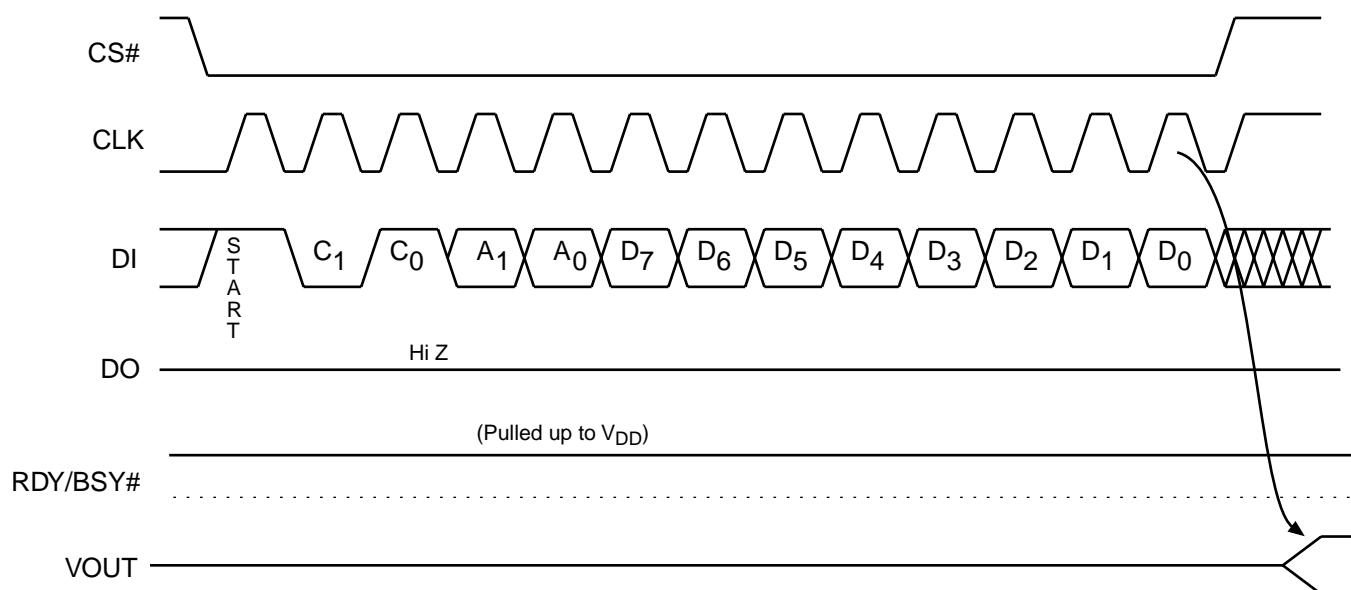 CS#
CLK
DI
START
C1 C0 A1 A0 D7 D6 D5 D4 D3 D2 D1 D0
DO
Hi Z
(Pulled up to VDD)
RDY/BSY#
VOUT